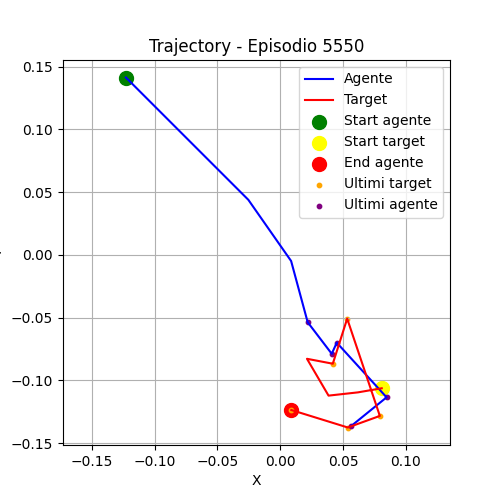 Trajectory - Episodio 5550
Agente
Target
Start agente
Start target
End agente
Ultimi target
Ultimi agente
0.15
0.10
0.05
0.00
−0.05
−0.10
−0.15
−0.15
−0.10
−0.05
0.00
0.05
0.10
X